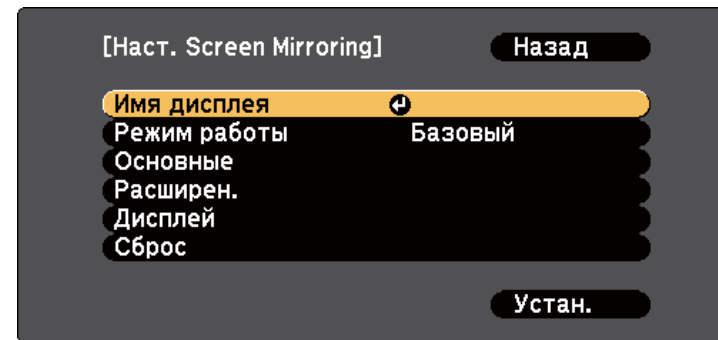 [Наст. Screen Mirroring] Назад
Имя дисплея
Режим работы Базовый
Основные
Расширен.
Дисплей
Сброс
Устан.